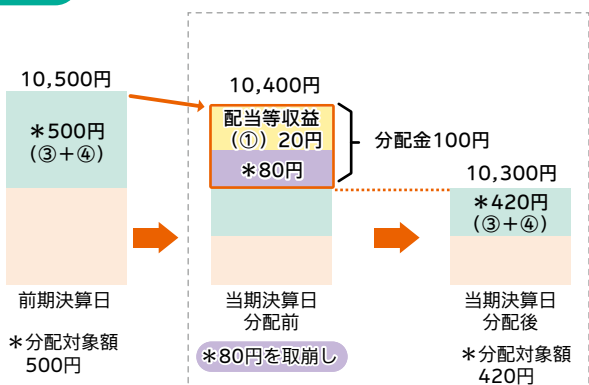 10,500円
＊500円
(③＋④)
前期決算日
＊分配対象額
500円
10,400円
配当等収益
(①) 20円
＊80円
分配金100円
当期決算日
分配前
＊80円を取崩し
10,300円
＊420円
(③＋④)
当期決算日
分配後
＊分配対象額
420円